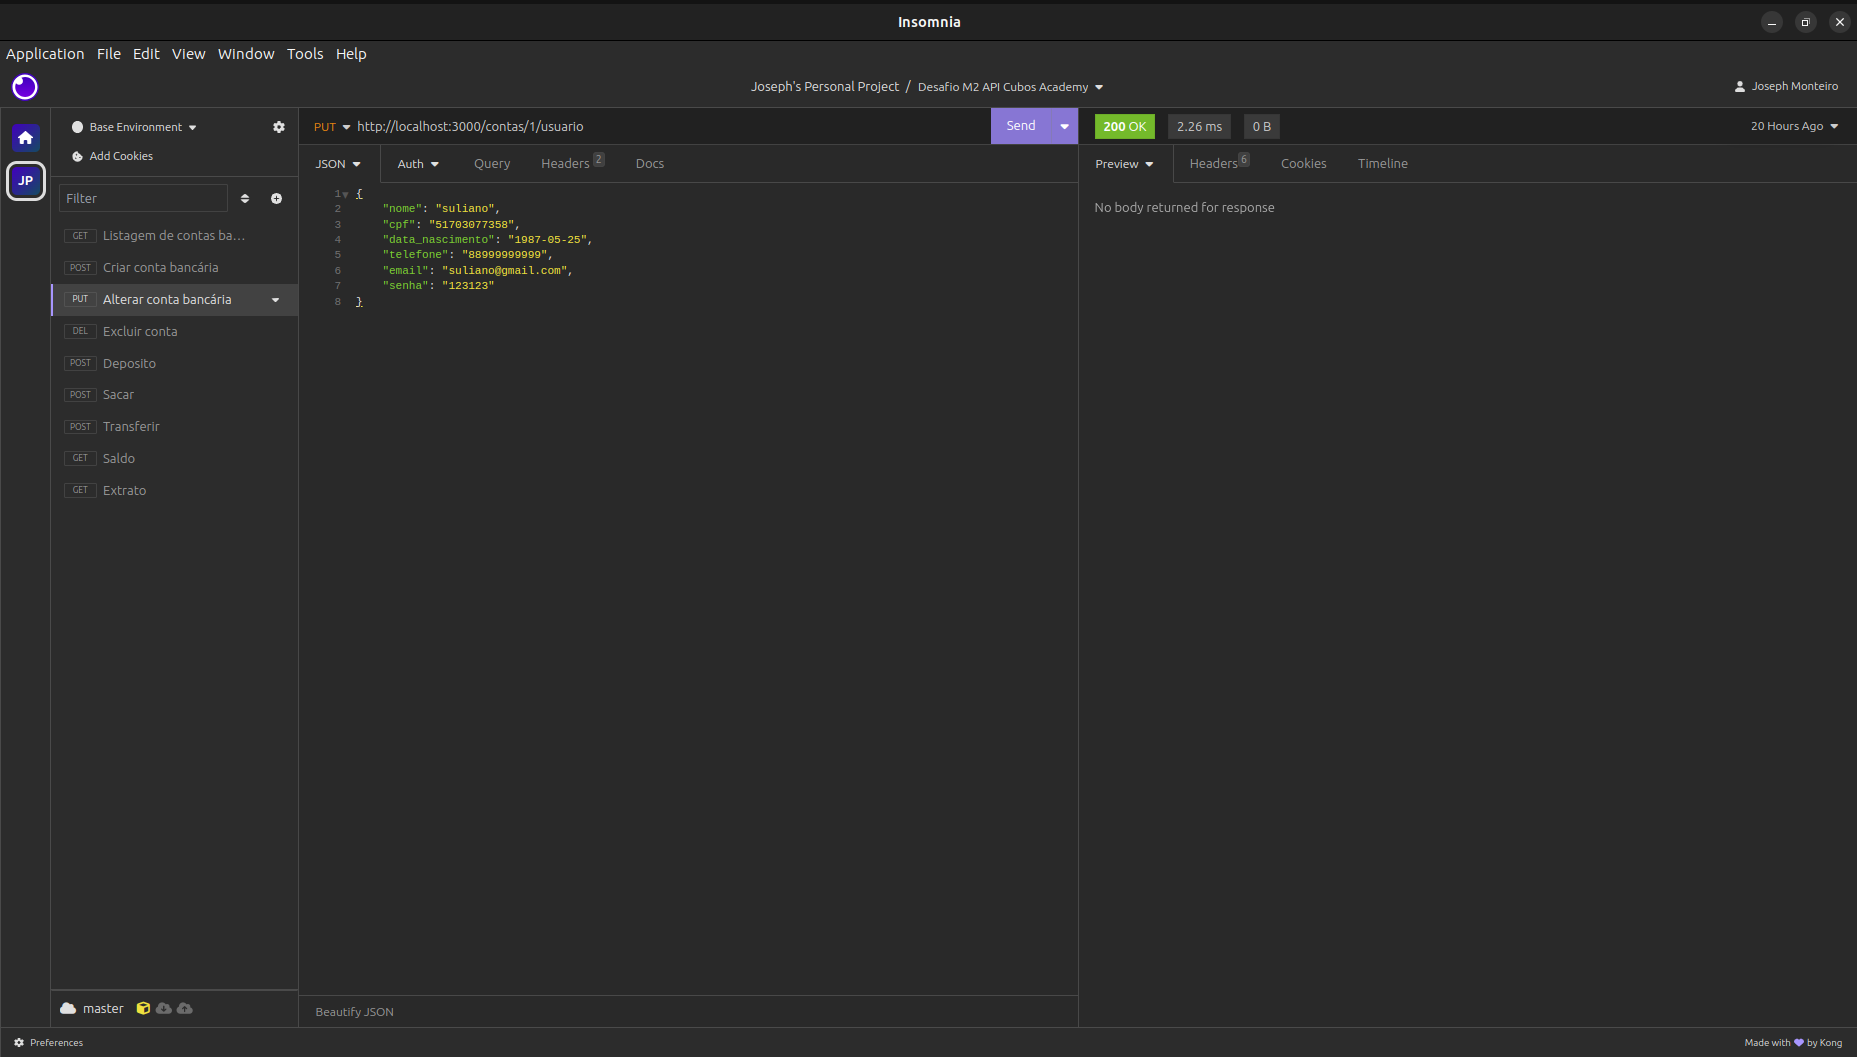 Insomnia
Application File Edit View Window Tools Help
Joseph's Personal Project / Desafio M2 API Cubos Academy
Joseph Monteiro
JP
Base Environment
Add Cookies
Filter
GET Listagem de contas ba...
POST Criar conta bancária
PUT Alterar conta bancária
DEL Excluir conta
POST Deposito
POST Sacar
POST Transferir
GET Saldo
GET Extrato
master
PUT http://localhost:3000/contas/1/usuario
Send
JSON Auth Query Headers 2 Docs
1 {
2 "nome": "suliano",
3 "cpf": "51703077358",
4 "data_nascimento": "1987-05-25",
5 "telefone": "88999999999",
6 "email": "suliano@gmail.com",
7 "senha": "123123"
8 }
Beautify JSON
200 OK 2.26 ms 0 B
20 Hours Ago
Preview Headers 6 Cookies Timeline
No body returned for response
Preferences
Made with by Kong